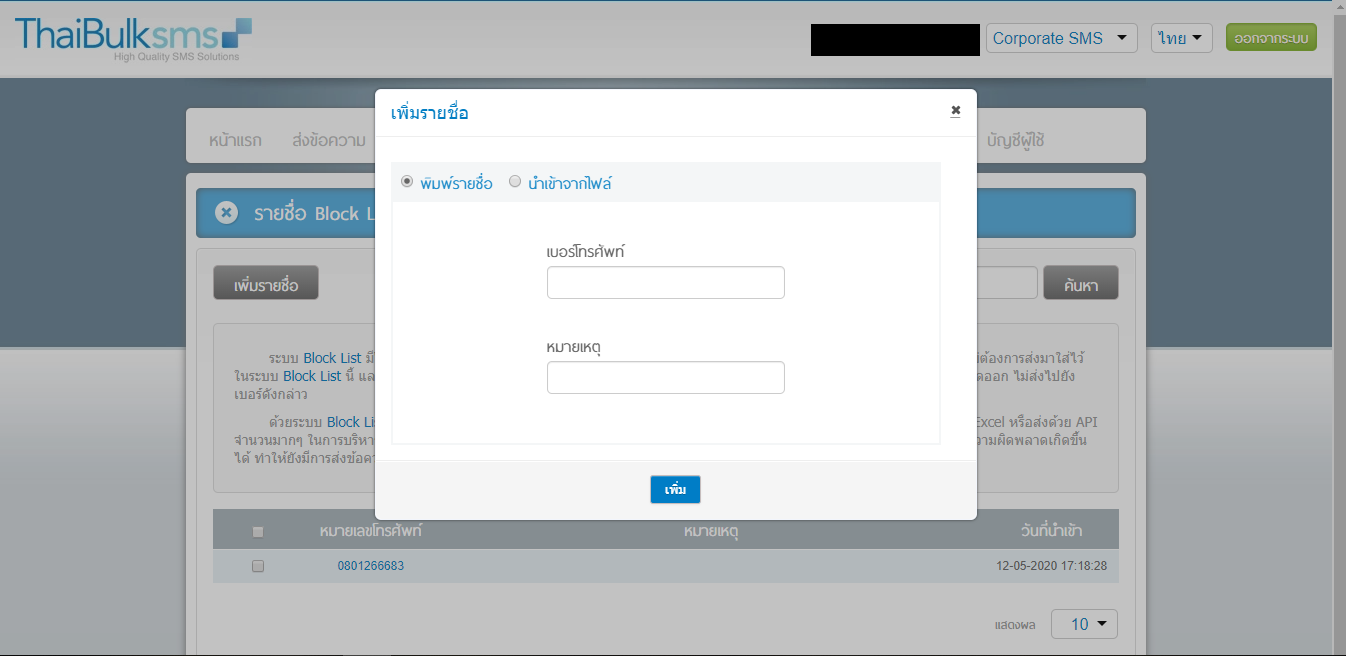 ThaiBulksms
High Quality SMS Solutions
Corporate SMS
ไทย
ออกจากระบบ
หน้าแรก
ส่งข้อความ
บัญชีผู้ใช้
เพิ่มรายชื่อ
พิมพ์รายชื่อ
นำเข้าจากไฟล์
เบอร์โทรศัพท์
หมายเหตุ
เพิ่ม
รายชื่อ Block L
เพิ่มรายชื่อ
ค้นหา
ระบบ Block List มี
ต้องการส่งมาใส่ไว้
ในระบบ Block List นี้ และ
ดออก ไม่ส่งไปยัง
เบอร์ดังกล่าว
ด้วยระบบ Block Li
Excel หรือส่งด้วย API
จำนวนมากๆ ในการบริหา
วามผิดพลาดเกิดขึ้น
ได้ ทำให้ยังมีการส่งข้อคว
หมายเลขโทรศัพท์
หมายเหตุ
วันที่นำเข้า
0801266683
12-05-2020 17:18:28
แสดงผล
10